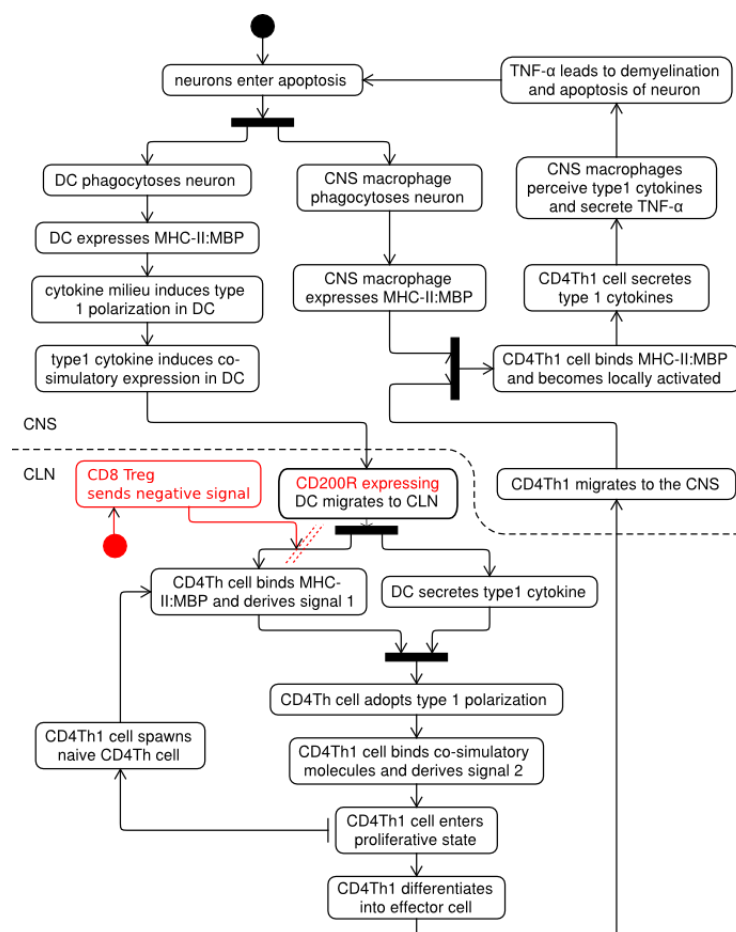 neurons enter apoptosis
TNF-α leads to demyelination
and apoptosis of neuron
DC phagocytoses neuron
CNS macrophage
phagocytoses neuron
CNS macrophages
perceive type1 cytokines
and secrete TNF-α
DC expresses MHC-II:MBP
cytokine milieu induces type
1 polarization in DC
CNS macrophage
expresses MHC-II:MBP
CD4Th1 cell secretes
type 1 cytokines
type1 cytokine induces co-
simulatory expression in DC
CD4Th1 cell binds MHC-II:MBP
and becomes locally activated
CNS
CLN
CD8 Treg
sends negative signal
CD200R expressing
DC migrates to CLN
CD4Th1 migrates to the CNS
CD4Th cell binds MHC-
II:MBP and derives signal 1
DC secretes type1 cytokine
CD4Th cell adopts type 1 polarization
CD4Th1 cell spawns
naive CD4Th cell
CD4Th1 cell binds co-simulatory
molecules and derives signal 2
CD4Th1 cell enters
proliferative state
CD4Th1 differentiates
into effector cell